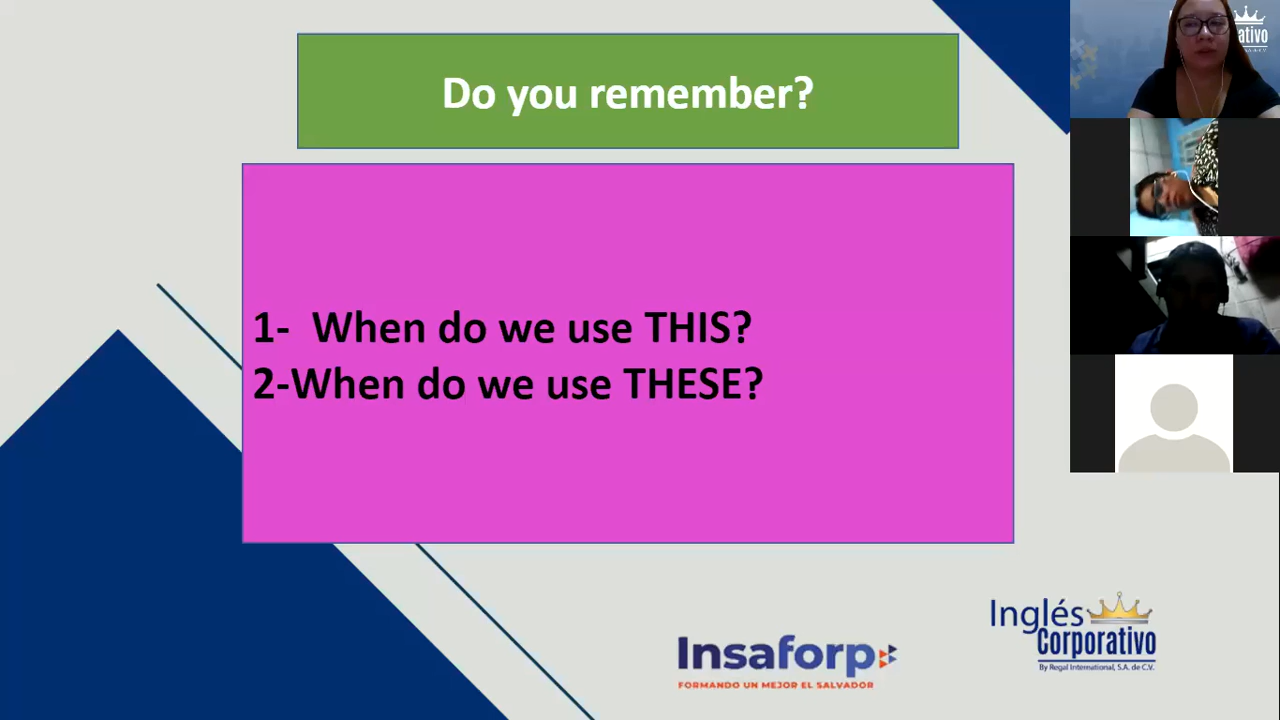 Do you remember?
1- When do we use THIS?
2-When do we use THESE?
Insaforp
FORMANDO UN MEJOR EL SALVADOR
Inglés
Corporativo
By Regal International, S.A. de C.V.
ativo